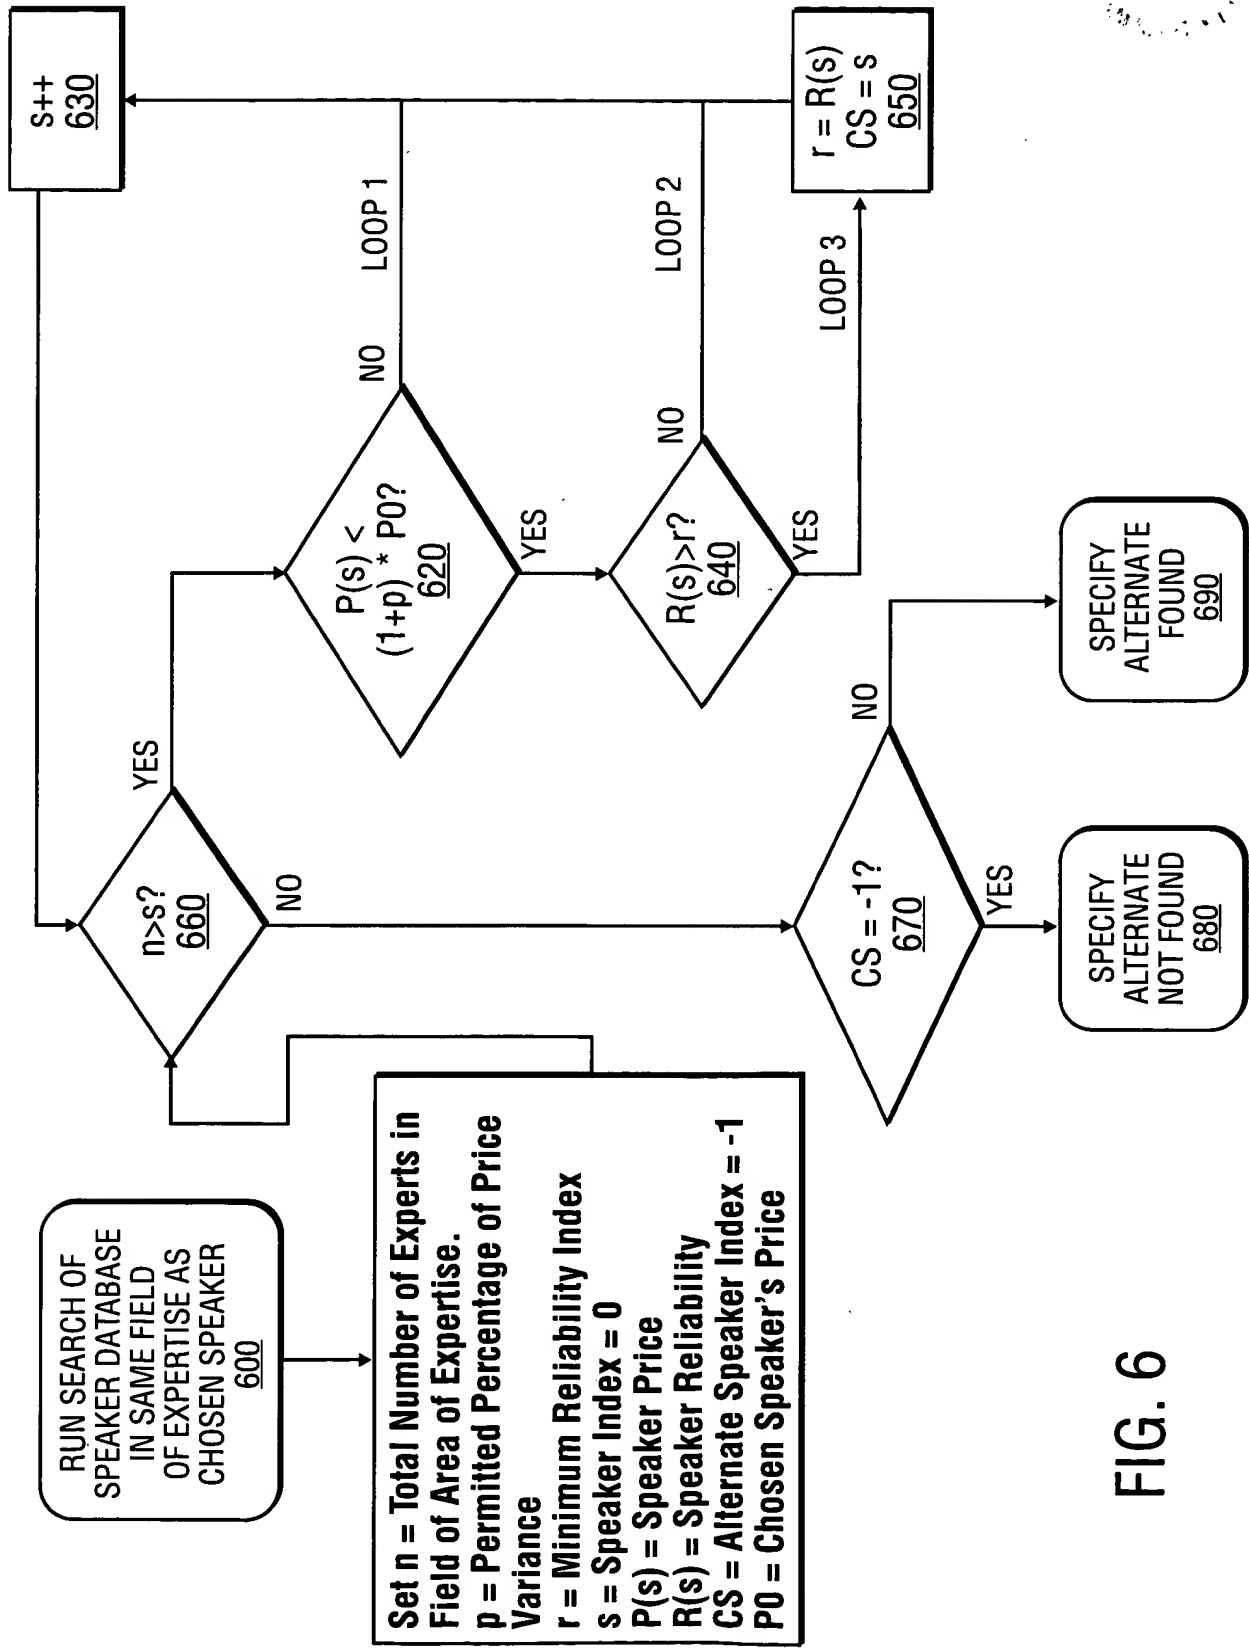 RUN SEARCH OF
SPEAKER DATABASE
IN SAME FIELD
OF EXPERTISE AS
CHOSEN SPEAKER
600
Set n = Total Number of Experts in
Field of Area of Expertise.
p = Permitted Percentage of Price
Variance
r = Minimum Reliability Index
s = Speaker Index = 0
P(s) = Speaker Price
R(s) = Speaker Reliability
CS = Alternate Speaker Index = -1
P0 = Chosen Speaker's Price
n>s?
660
YES
NO
s++
630
P(s) <
(1+p) * P0?
620
NO
LOOP 1
YES
R(s)>r?
640
NO
LOOP 2
YES
LOOP 3
r = R(s)
CS = s
650
CS = -1?
670
NO
YES
SPECIFY
ALTERNATE
NOT FOUND
680
SPECIFY
ALTERNATE
FOUND
690
FIG. 6